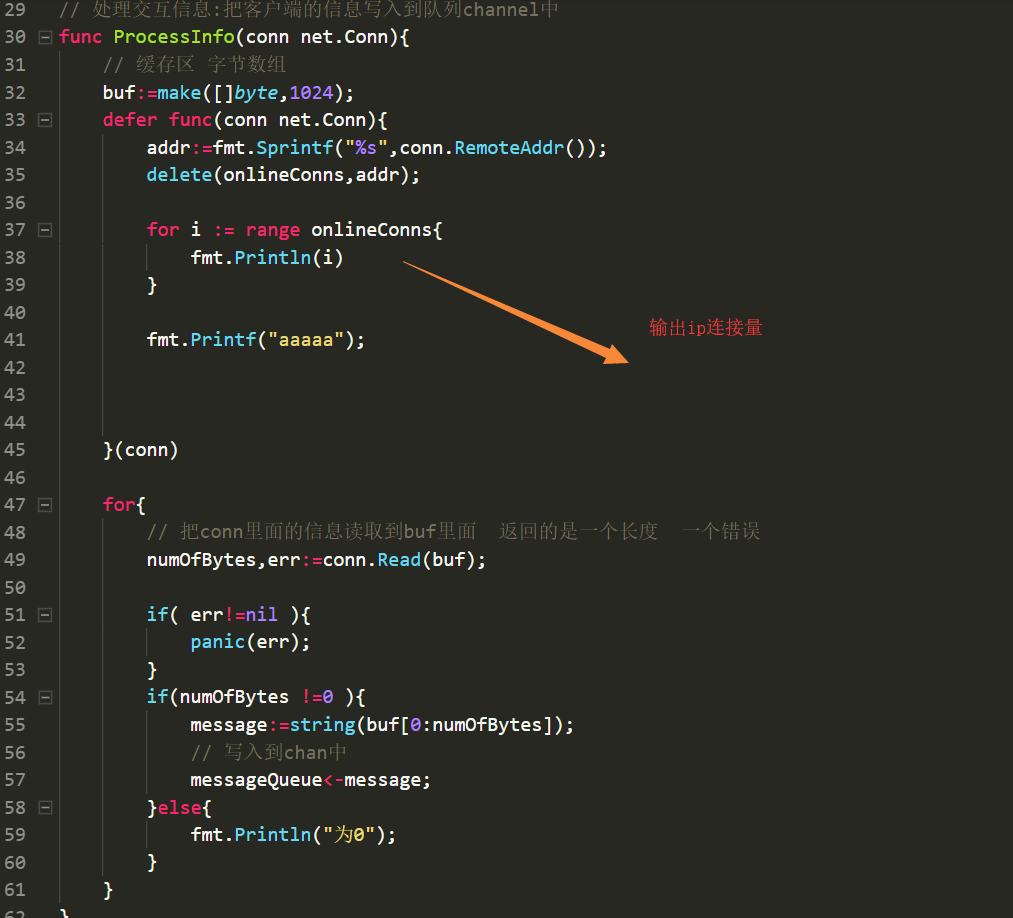 29 // 处理交互信息:把客户端的信息写入到队列channel中
30 func ProcessInfo(conn net.Conn){
31 // 缓存区 字节数组
32 buf:=make([]byte,1024);
33 defer func(conn net.Conn){
34 addr:=fmt.Sprintf("%s",conn.RemoteAddr());
35 delete(onlineConns,addr);
36
37 for i := range onlineConns{
38 fmt.Println(i)
39 }
输出ip连接量
40
41 fmt.Printf("aaaaa");
42
43
44
45 }(conn)
46
47 for{
48 // 把conn里面的信息读取到buf里面 返回的是一个长度 一个错误
49 numOfBytes,err:=conn.Read(buf);
50
51 if( err!=nil ){
52 panic(err);
53 }
54 if(numOfBytes !=0 ){
55 message:=string(buf[0:numOfBytes]);
56 // 写入到chan中
57 messageQueue<-message;
58 }else{
59 fmt.Println("为0");
60 }
61 }
62 }